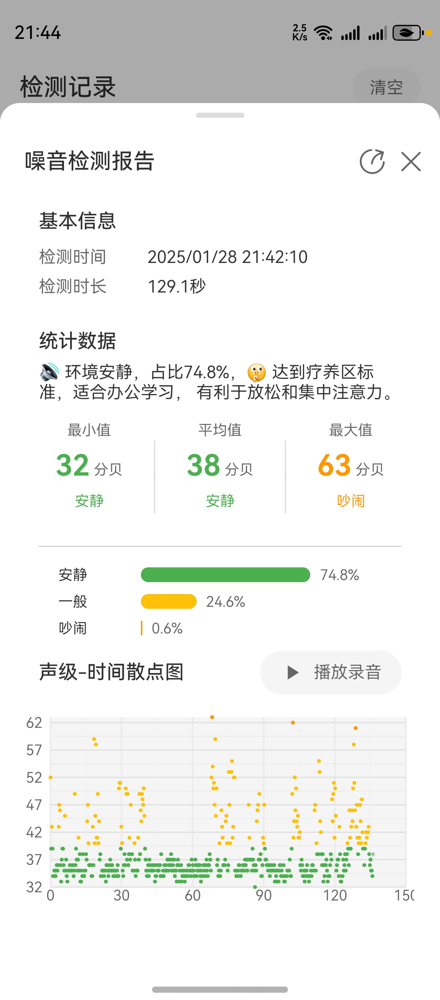 21:44
2.5
K/s
检测记录
清空
噪音检测报告
基本信息
检测时间 2025/01/28 21:42:10
检测时长 129.1秒
统计数据
🔊 环境安静，占比74.8%，🤫 达到疗养区标
准，适合办公学习， 有利于放松和集中注意力。
最小值 平均值 最大值
32 分贝 38 分贝 63 分贝
安静 安静 吵闹
安静 74.8%
一般 24.6%
吵闹 0.6%
声级-时间散点图 播放录音
62
57
52
47
42
37
32
0 30 60 90 120 150